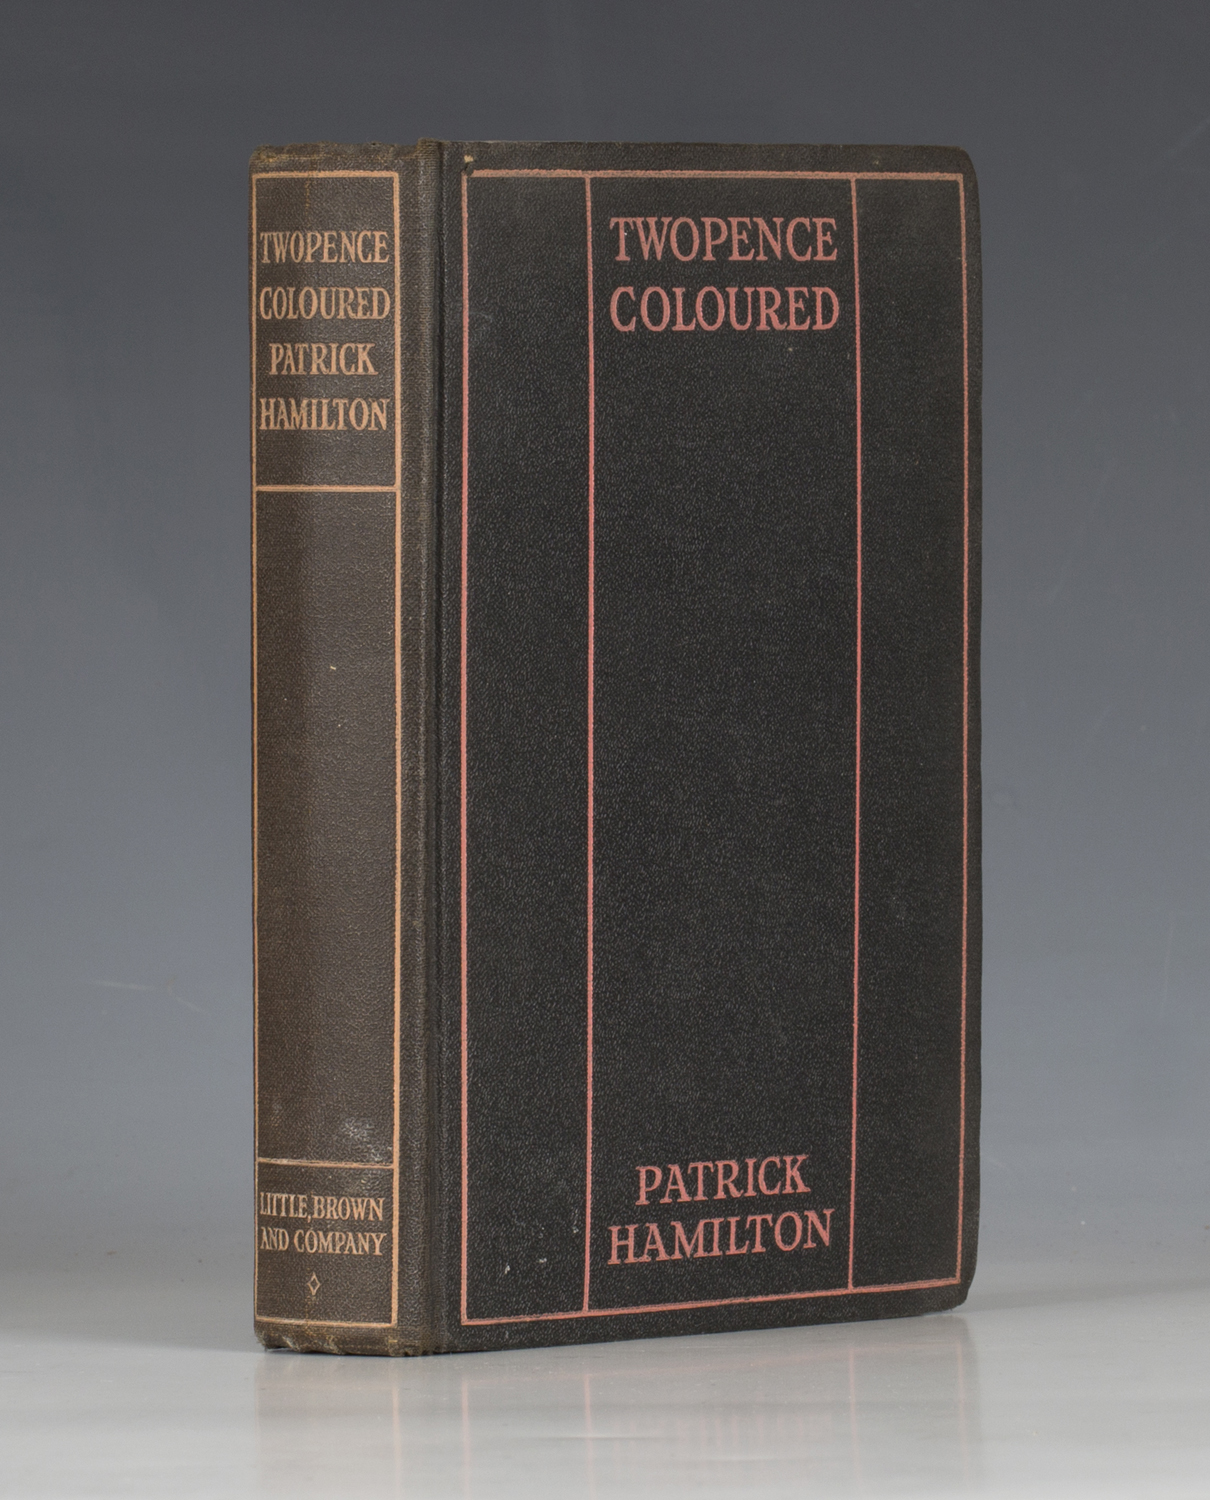 TWOPENCE
COLOURED
PATRICK
HAMILTON
LITTLE, BROWN
AND COMPANY
TWOPENCE
COLOURED
PATRICK
HAMILTON